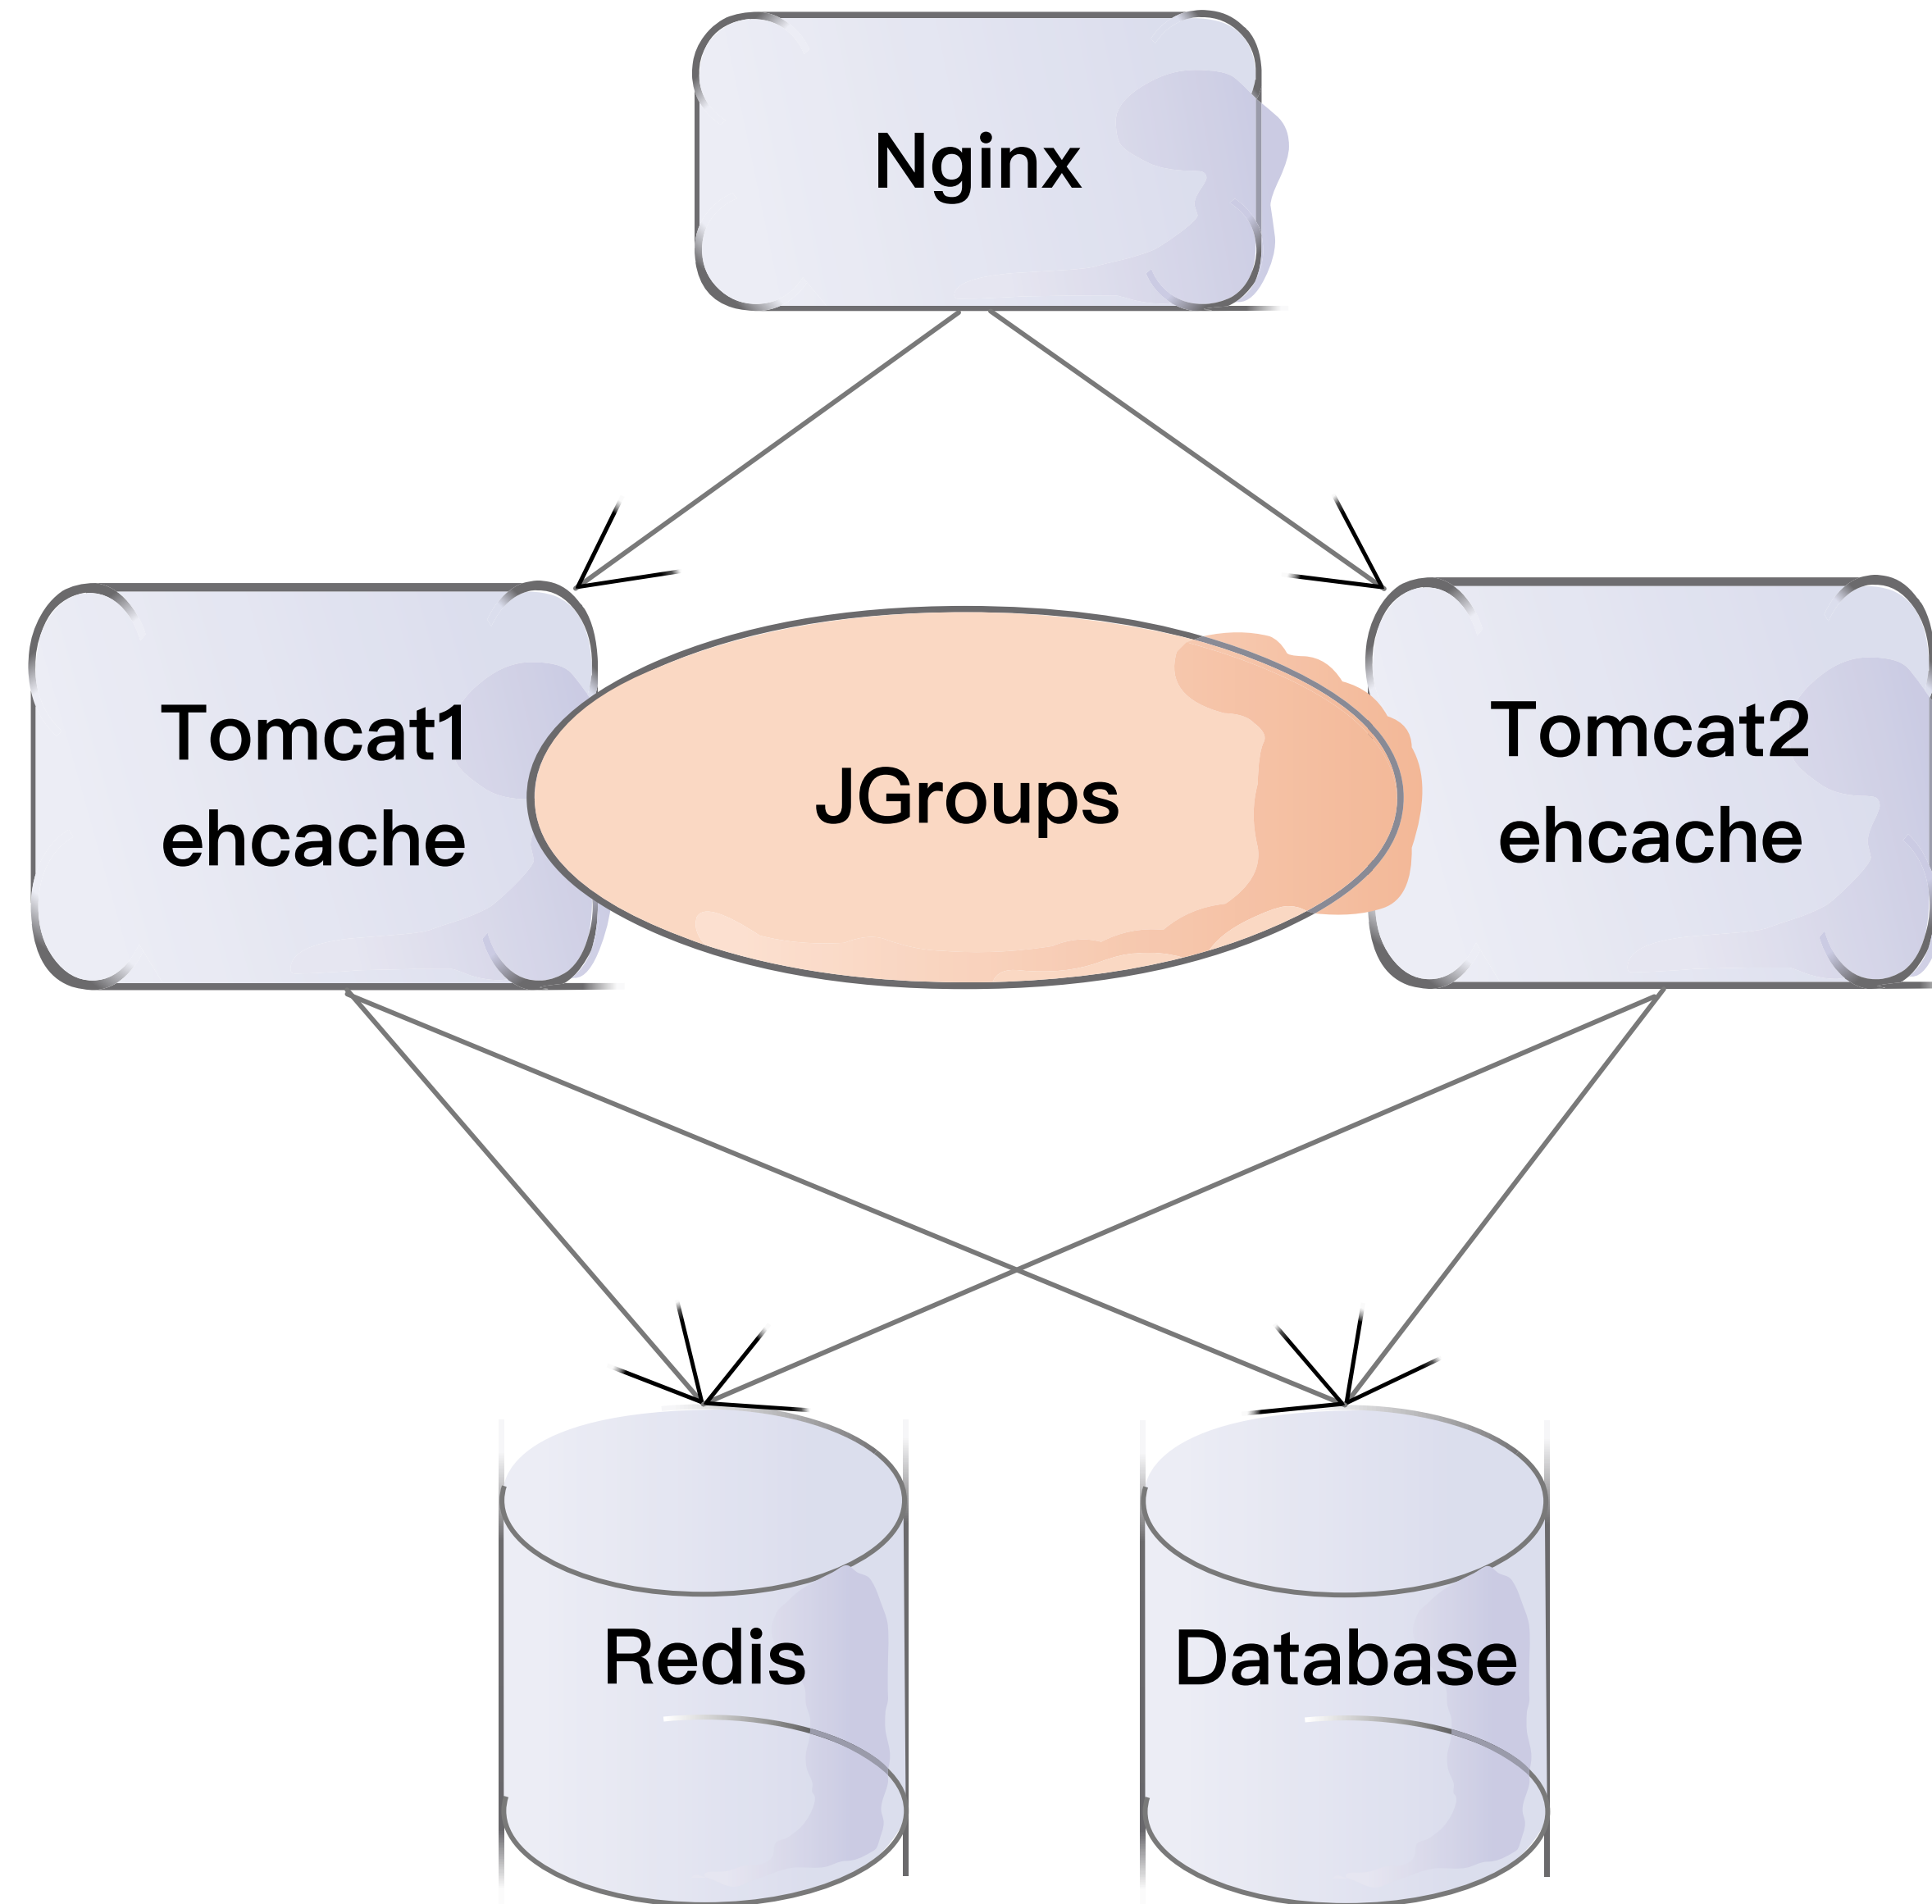 Nginx
Tomcat1
ehcache
JGroups
Tomcat2
ehcache
Redis
Database